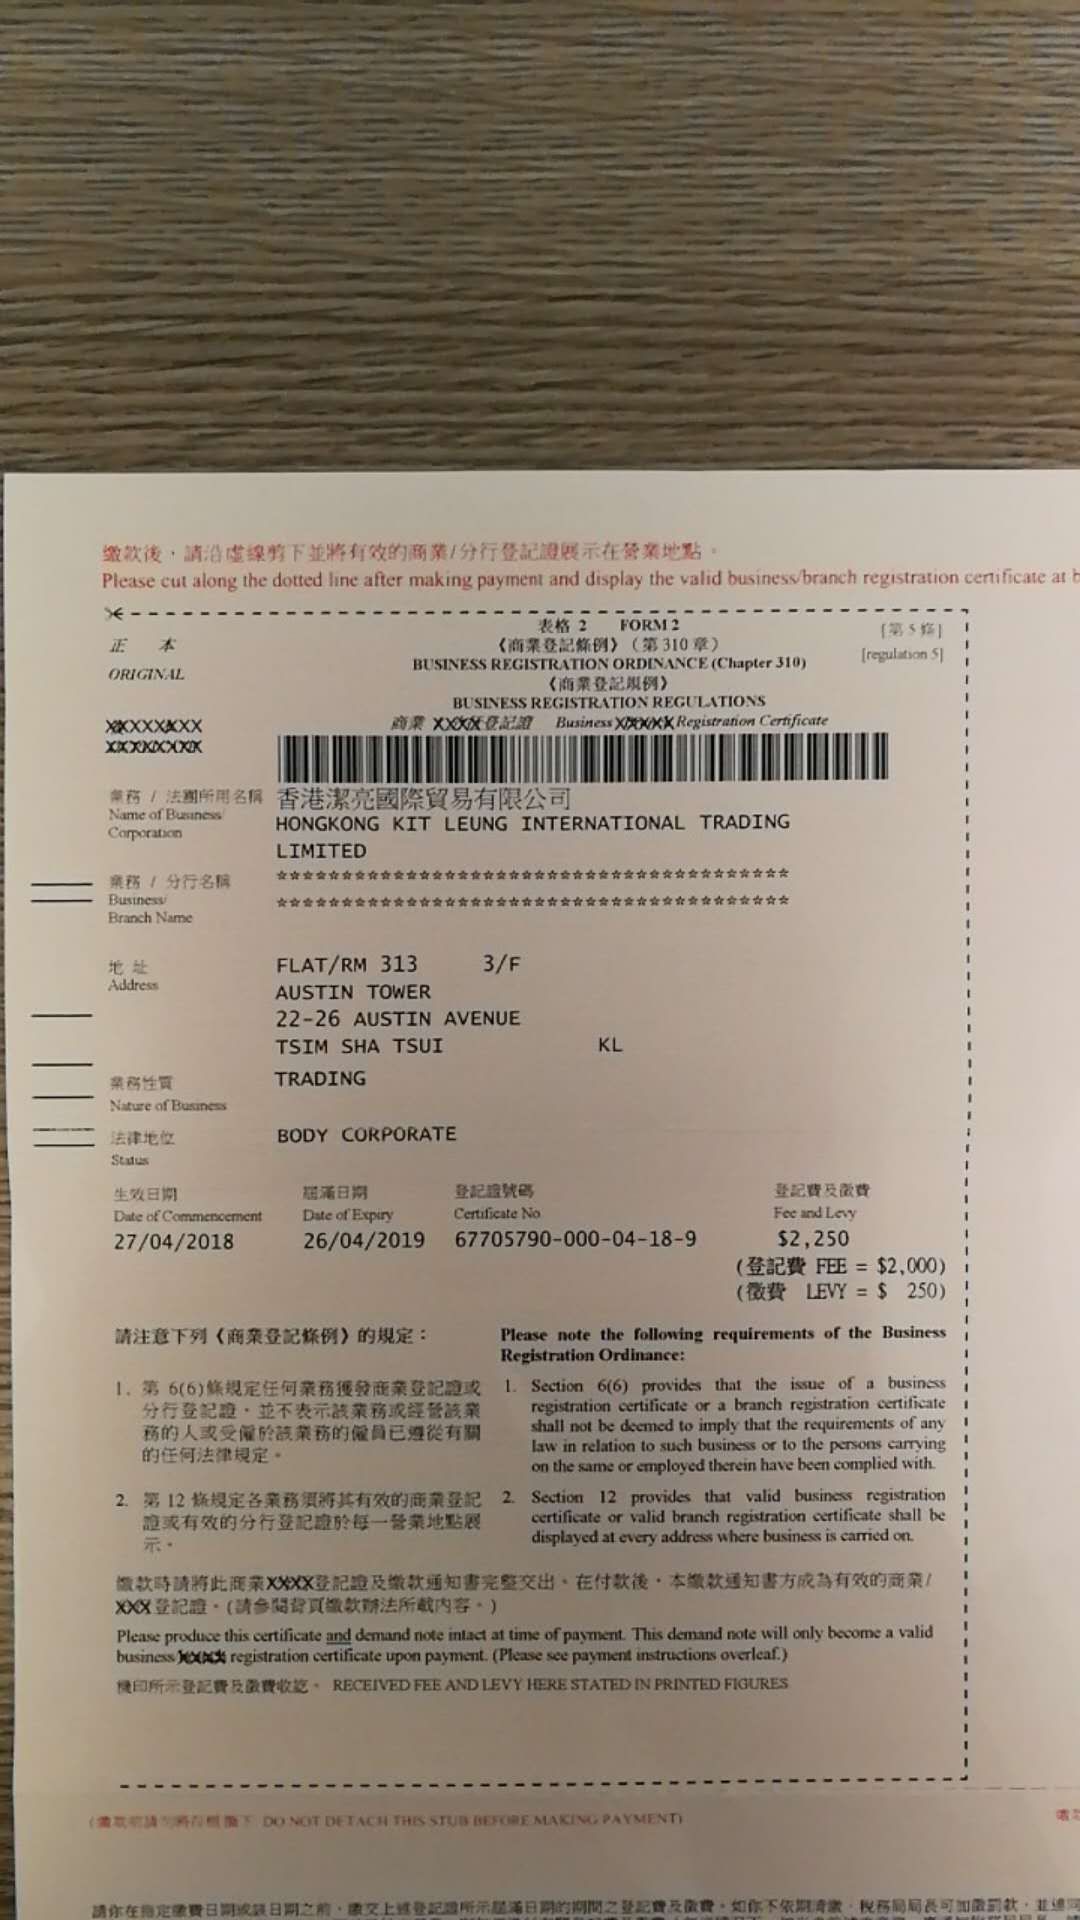 繳款後，請沿虛線剪下並將有效的商業/分行登記證展示在營業地點。
Please cut along the dotted line after making payment and display the valid business/branch registration certificate at b
表格 2 FORM 2
正 本
《商業登記條例》（第 310 章）
[第 5 條]
ORIGINAL
BUSINESS REGISTRATION ORDINANCE (Chapter 310)
[regulation 5]
《商業登記規例》
BUSINESS REGISTRATION REGULATIONS
商業 XXXX 登記證 Business XXXXX Registration Certificate
XXXXXXXX
XXXXXXXX
業務 / 法團所用名稱 香港潔亮國際貿易有限公司
Name of Business/
Corporation
HONGKONG KIT LEUNG INTERNATIONAL TRADING
LIMITED
業務 / 分行名稱
Business/
Branch Name
****************************************
****************************************
地 址
Address
FLAT/RM 313 3/F
AUSTIN TOWER
22-26 AUSTIN AVENUE
TSIM SHA TSUI KL
業務性質
Nature of Business
TRADING
法律地位
Status
BODY CORPORATE
生效日期 屆滿日期 登記證號碼 登記費及徵費
Date of Commencement Date of Expiry Certificate No. Fee and Levy
27/04/2018 26/04/2019 67705790-000-04-18-9 $2,250
(登記費 FEE = $2,000)
(徵費 LEVY = $ 250)
請注意下列《商業登記條例》的規定：
1. 第 6(6)條規定任何業務獲發商業登記證或
分行登記證，並不表示該業務或經營該業
務的人或受僱於該業務的僱員已遵從有關
的任何法律規定。
2. 第 12 條規定各業務須將其有效的商業登記
證或有效的分行登記證於每一營業地點展
示。
Please note the following requirements of the Business
Registration Ordinance:
1. Section 6(6) provides that the issue of a business
registration certificate or a branch registration certificate
shall not be deemed to imply that the requirements of any
law in relation to such business or to the persons carrying
on the same or employed therein have been complied with.
2. Section 12 provides that valid business registration
certificate or valid branch registration certificate shall be
displayed at every address where business is carried on.
繳款時請將此商業XXXX登記證及繳款通知書完整交出。在付款後，本繳款通知書方成為有效的商業/
XXX登記證。(請參閱背頁繳款辦法所載內容。)
Please produce this certificate and demand note intact at time of payment. This demand note will only become a valid
business XXXX registration certificate upon payment. (Please see payment instructions overleaf.)
機印所示登記費及徵費收訖。 RECEIVED FEE AND LEVY HERE STATED IN PRINTED FIGURES
(繳款前請勿將存根撕下 DO NOT DETACH THIS STUB BEFORE MAKING PAYMENT)
請你在指定繳費日期或該日期之前，繳交上述登記證所示屆滿日期的期間之登記費及徵費。如你不依期清繳，稅務局局長可加徵罰款，並